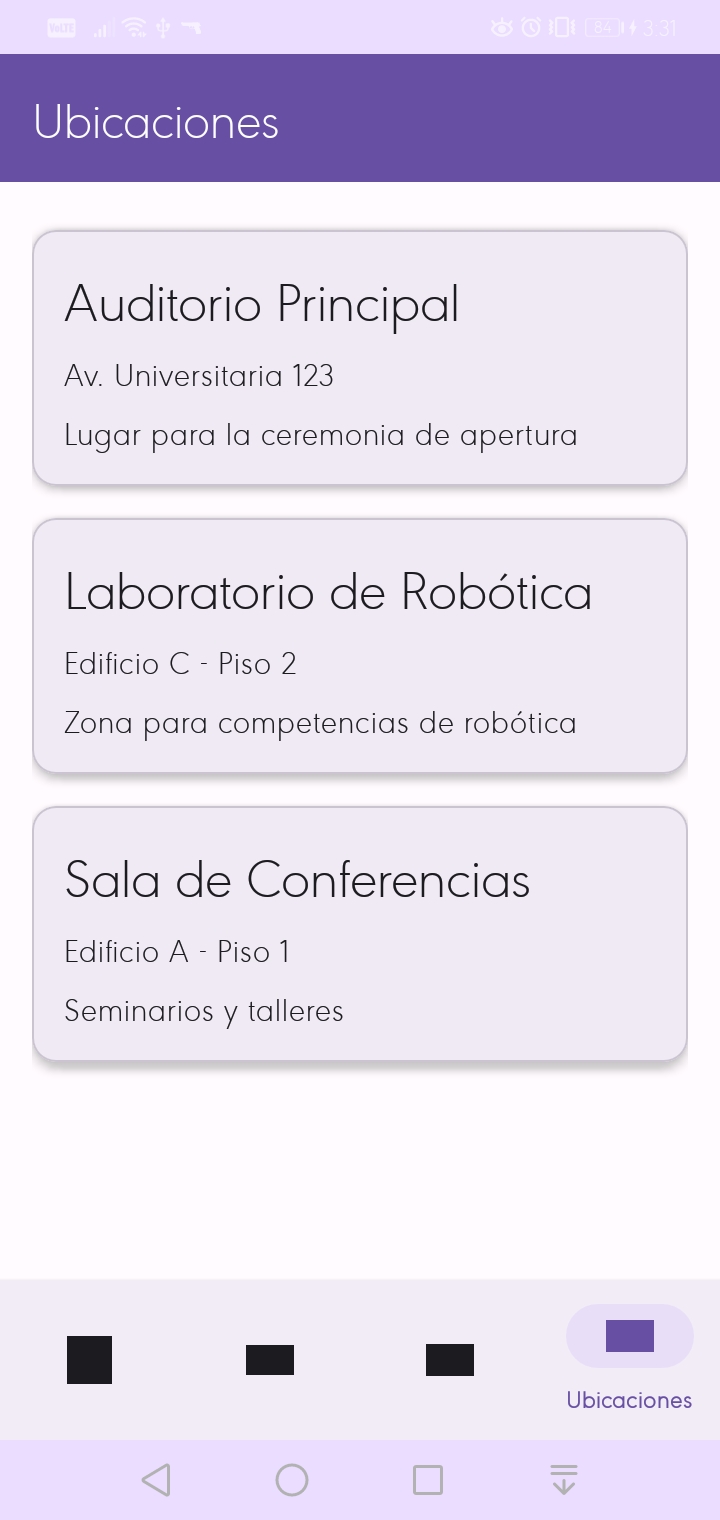 VoLTE
84
3:31
Ubicaciones
Auditorio Principal
Av. Universitaria 123
Lugar para la ceremonia de apertura
Laboratorio de Robótica
Edificio C - Piso 2
Zona para competencias de robótica
Sala de Conferencias
Edificio A - Piso 1
Seminarios y talleres
Ubicaciones